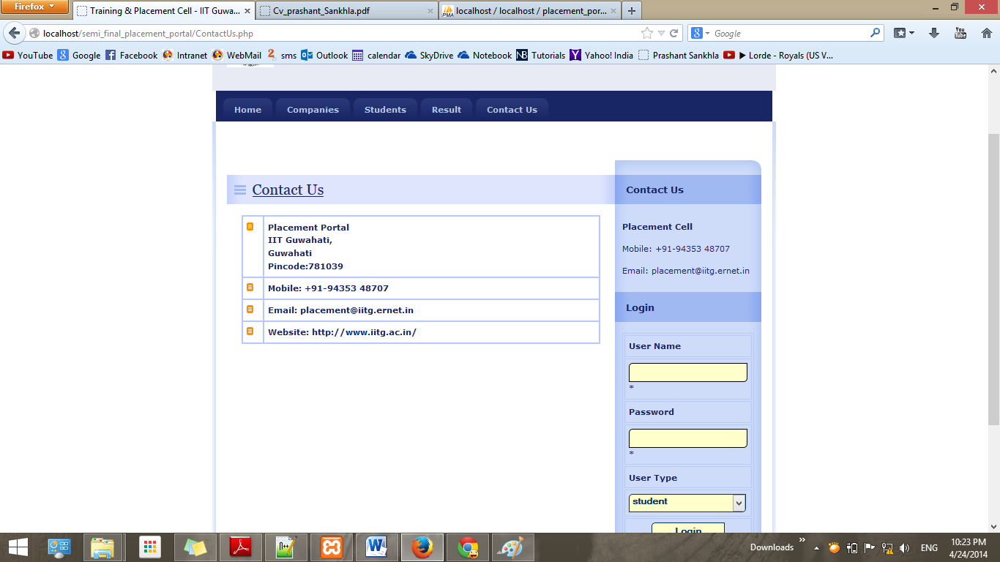 Firefox
Training & Placement Cell - IIT Guwa...
Cv_prashant_Sankhla.pdf
localhost / localhost / placement_por...
localhost/semi_final_placement_portal/ContactUs.php
Google
YouTube Google Facebook Intranet WebMail sms Outlook calendar SkyDrive Notebook Tutorials Yahoo! India Prashant Sankhla ▶ Lorde - Royals (US V...
Home Companies Students Result Contact Us
Contact Us
Placement Portal
IIT Guwahati,
Guwahati
Pincode:781039
Mobile: +91-94353 48707
Email: placement@iitg.ernet.in
Website: http://www.iitg.ac.in/
Contact Us
Placement Cell
Mobile: +91-94353 48707
Email: placement@iitg.ernet.in
Login
User Name
*
Password
*
User Type
student
Login
Downloads
ENG
10:23 PM
4/24/2014